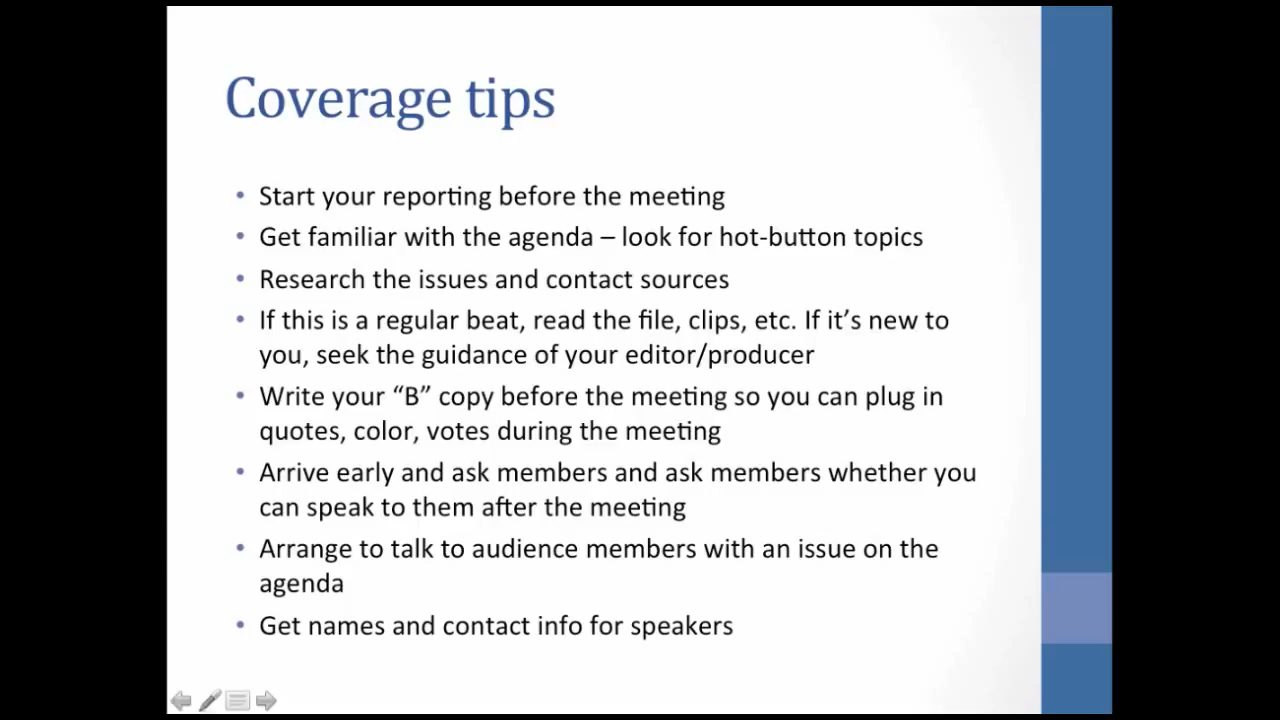 Coverage tips
• Start your reporting before the meeting
• Get familiar with the agenda – look for hot-button topics
• Research the issues and contact sources
• If this is a regular beat, read the file, clips, etc. If it’s new to
you, seek the guidance of your editor/producer
• Write your “B” copy before the meeting so you can plug in
quotes, color, votes during the meeting
• Arrive early and ask members and ask members whether you
can speak to them after the meeting
• Arrange to talk to audience members with an issue on the
agenda
• Get names and contact info for speakers